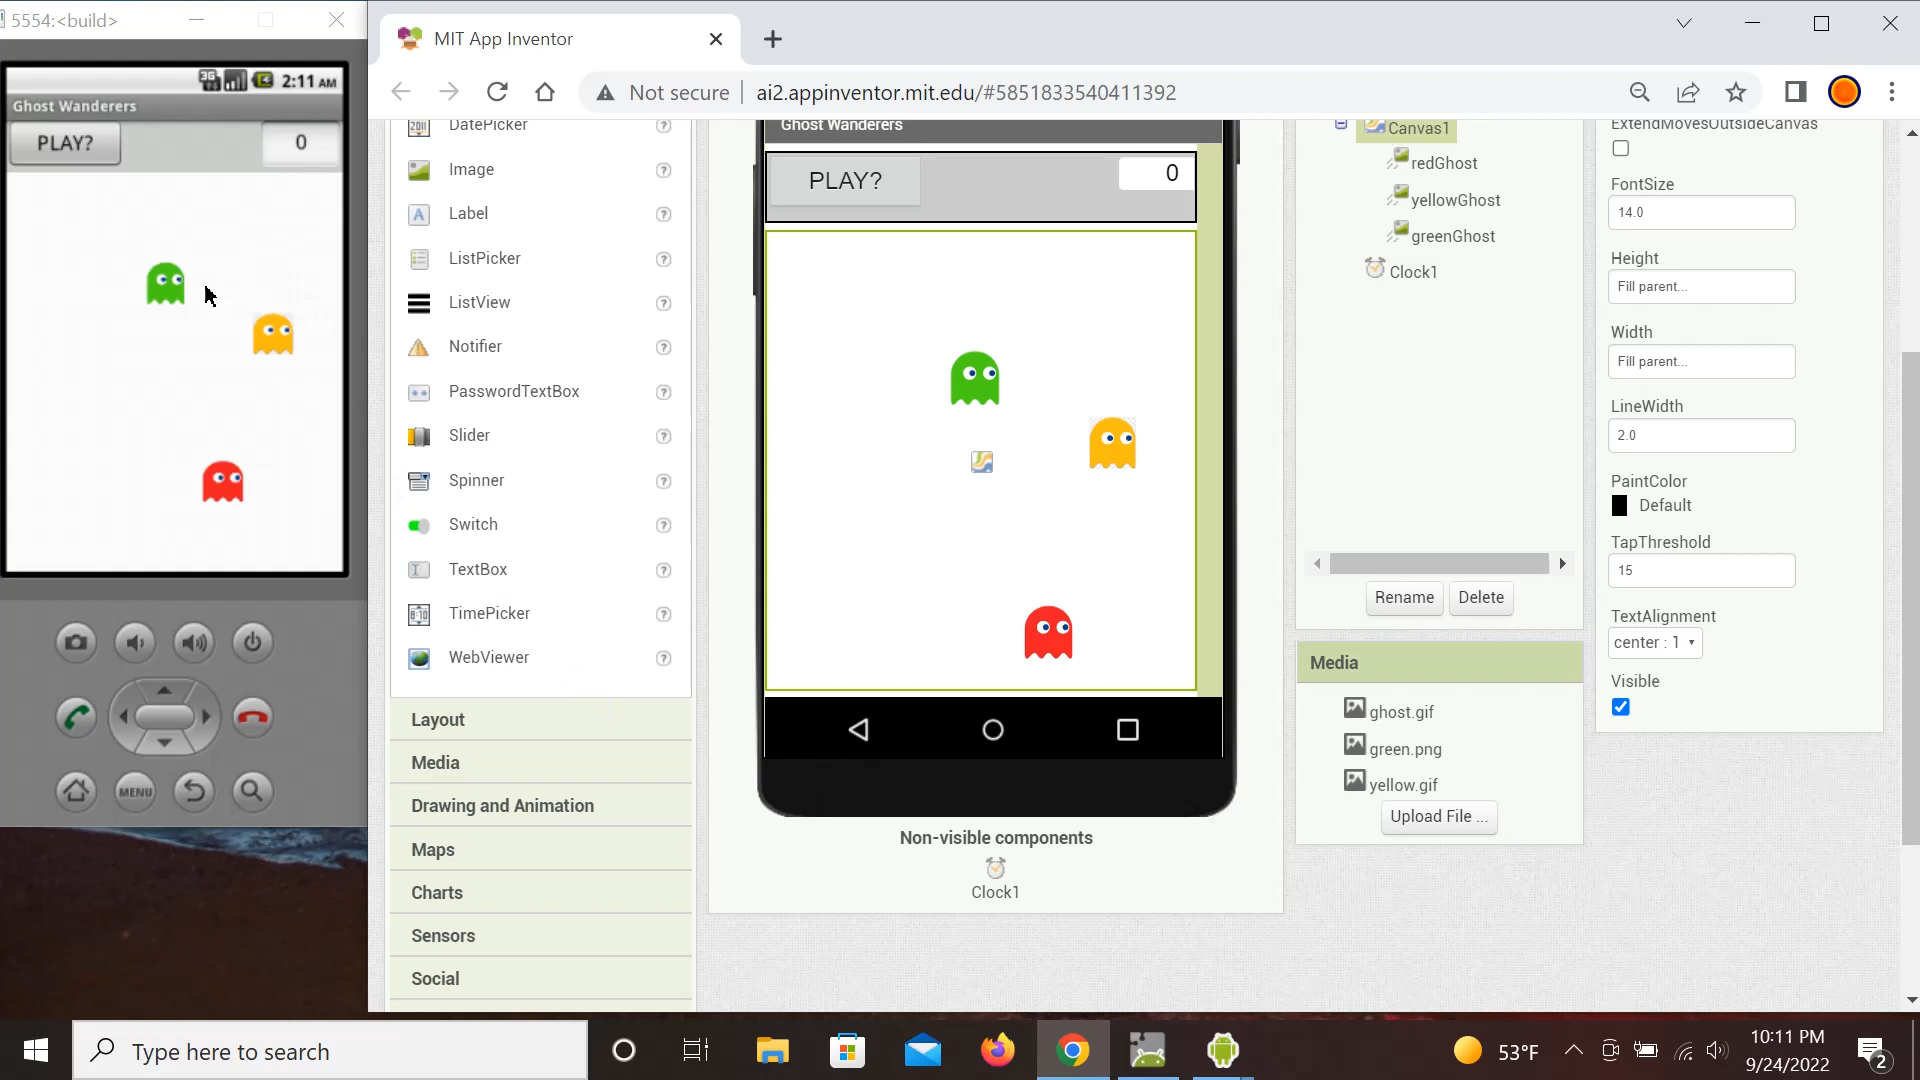 5554:<build>
3G
2:11 AM
Ghost Wanderers
PLAY?
0
MENU
MIT App Inventor
Not secure
ai2.appinventor.mit.edu/#5851833540411392
DatePicker
Image
Label
ListPicker
ListView
Notifier
PasswordTextBox
Slider
Spinner
Switch
TextBox
TimePicker
WebViewer
Layout
Media
Drawing and Animation
Maps
Charts
Sensors
Social
Ghost Wanderers
PLAY?
0
Non-visible components
Clock1
Canvas1
redGhost
yellowGhost
greenGhost
Clock1
Rename
Delete
Media
ghost.gif
green.png
yellow.gif
Upload File ...
ExtendMovesOutsideCanvas
FontSize
14.0
Height
Fill parent...
Width
Fill parent...
LineWidth
2.0
PaintColor
Default
TapThreshold
15
TextAlignment
center : 1
Visible
Type here to search
53°F
10:11 PM
9/24/2022
2